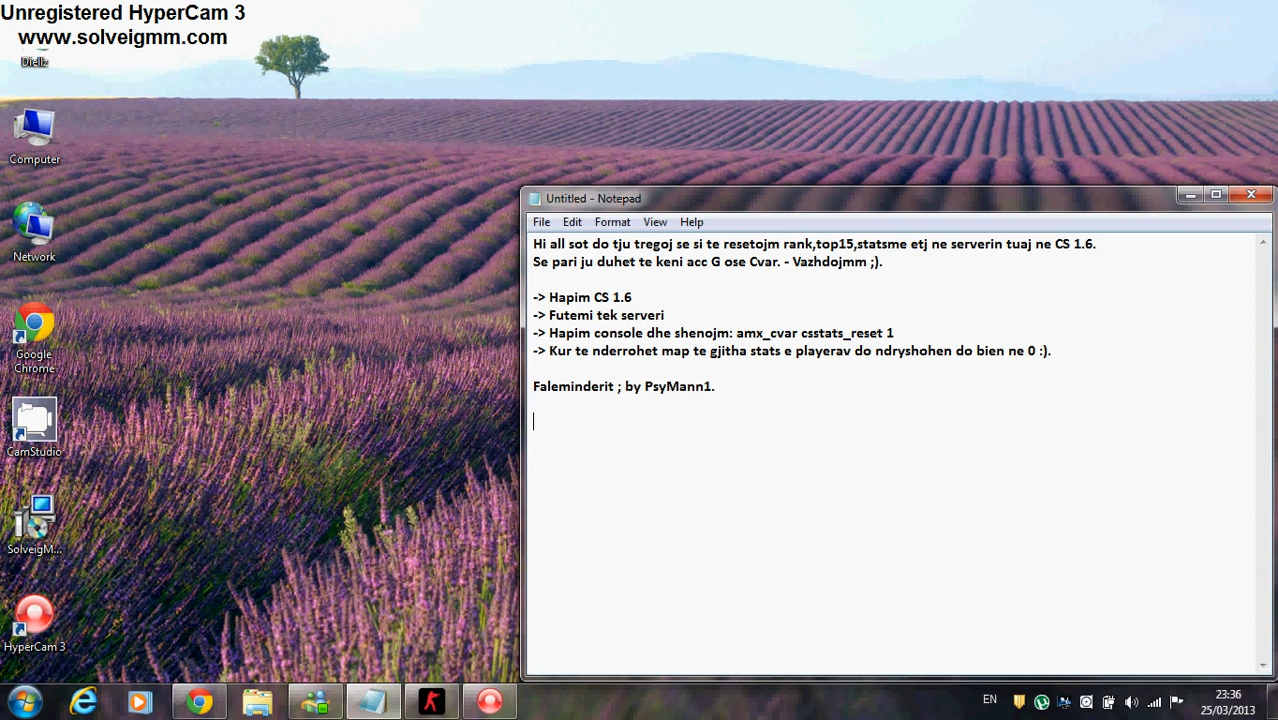 Unregistered HyperCam 3
www.solveigmm.com
Diellz
Computer
Network
Google
Chrome
CamStudio
SolveigM...
HyperCam 3
Untitled - Notepad
File Edit Format View Help
Hi all sot do tju tregoj se si te resetojm rank,top15,statsme etj ne serverin tuaj ne CS 1.6.
Se pari ju duhet te keni acc G ose Cvar. - Vazhdojmm ;).
-> Hapim CS 1.6
-> Futemi tek serveri
-> Hapim console dhe shenojm: amx_cvar csstats_reset 1
-> Kur te nderrohet map te gjitha stats e playerav do ndryshohen do bien ne 0 :).
Faleminderit ; by PsyMann1.
EN
23:36
25/03/2013